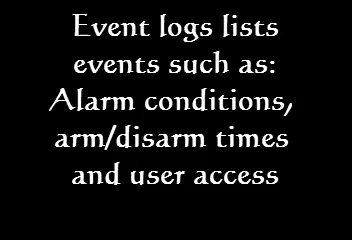 Event logs lists
events such as:
Alarm conditions,
arm/disarm times
and user access